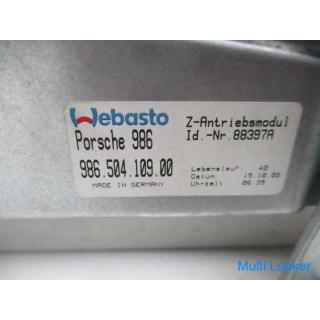 Webasto
Porsche 986
986.504.109.00
MADE IN GERMANY
Z-Antriebsmodul
Id.-Nr.88397A
Lebenslauf 42
Datum 15.10.00
Uhrzeit 06.35
Multi Looker